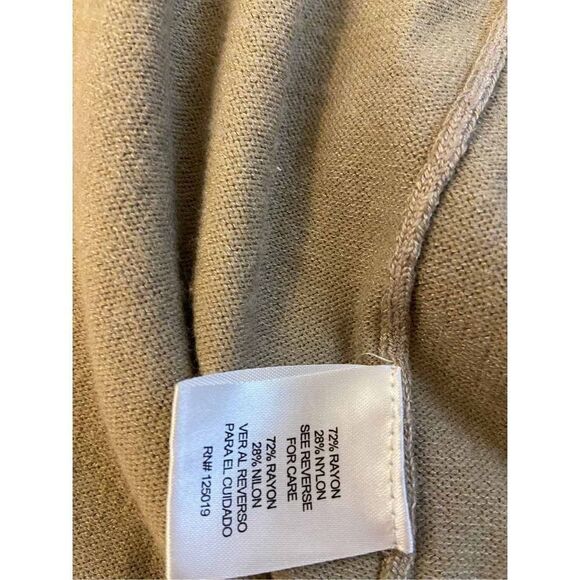 72% RAYON
28% NYLON
SEE REVERSE
FOR CARE
72% RAYON
28% NILON
VER AL REVERSO
PARA EL CUIDADO
RN# 125019